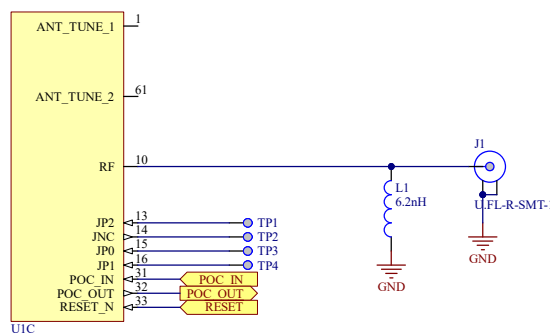 ANT_TUNE_1 1
ANT_TUNE_2 61
RF 10
J1
L1
6.2nH
U.FL-R-SMT-1
JP2 13 TP1
JNC 14 TP2
JP0 15 TP3
JP1 16 TP4
POC_IN 31 POC_IN
POC_OUT 32 POC_OUT
RESET_N 33 RESET
GND
GND
U1C